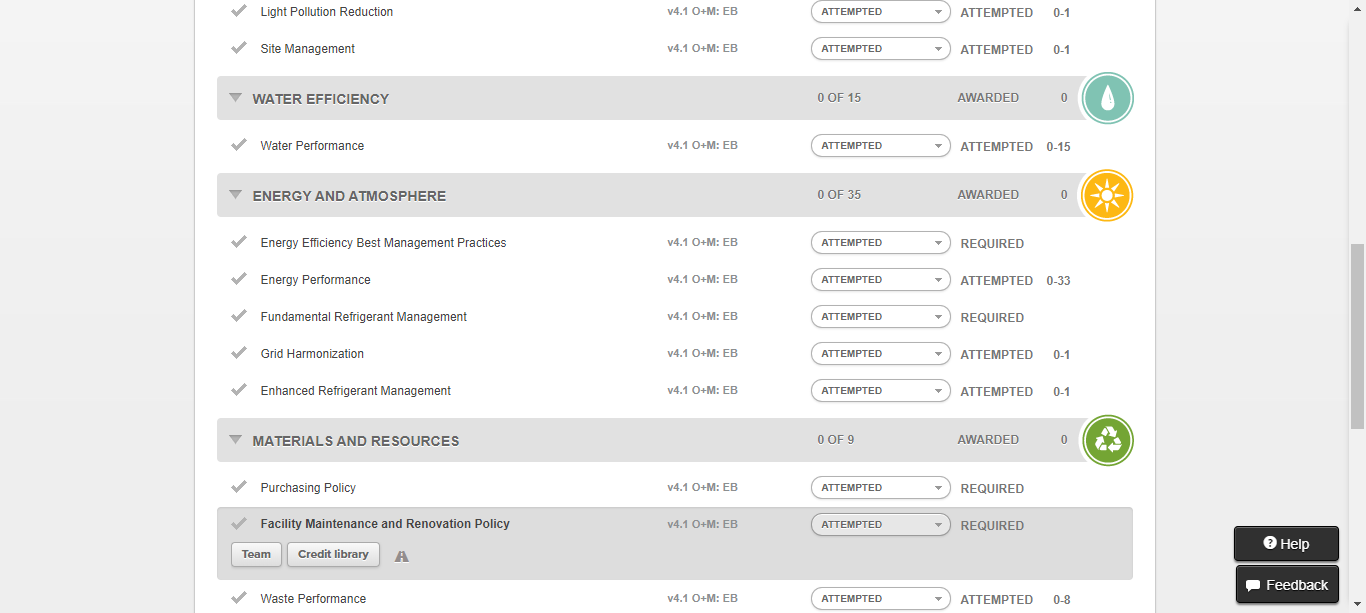 Light Pollution Reduction v4.1 O+M: EB ATTEMPTED ATTEMPTED 0-1
Site Management v4.1 O+M: EB ATTEMPTED ATTEMPTED 0-1
WATER EFFICIENCY 0 OF 15 AWARDED 0
Water Performance v4.1 O+M: EB ATTEMPTED ATTEMPTED 0-15
ENERGY AND ATMOSPHERE 0 OF 35 AWARDED 0
Energy Efficiency Best Management Practices v4.1 O+M: EB ATTEMPTED REQUIRED
Energy Performance v4.1 O+M: EB ATTEMPTED ATTEMPTED 0-33
Fundamental Refrigerant Management v4.1 O+M: EB ATTEMPTED REQUIRED
Grid Harmonization v4.1 O+M: EB ATTEMPTED ATTEMPTED 0-1
Enhanced Refrigerant Management v4.1 O+M: EB ATTEMPTED ATTEMPTED 0-1
MATERIALS AND RESOURCES 0 OF 9 AWARDED 0
Purchasing Policy v4.1 O+M: EB ATTEMPTED REQUIRED
Facility Maintenance and Renovation Policy v4.1 O+M: EB ATTEMPTED REQUIRED
Team Credit library
Waste Performance v4.1 O+M: EB ATTEMPTED ATTEMPTED 0-8
Help
Feedback